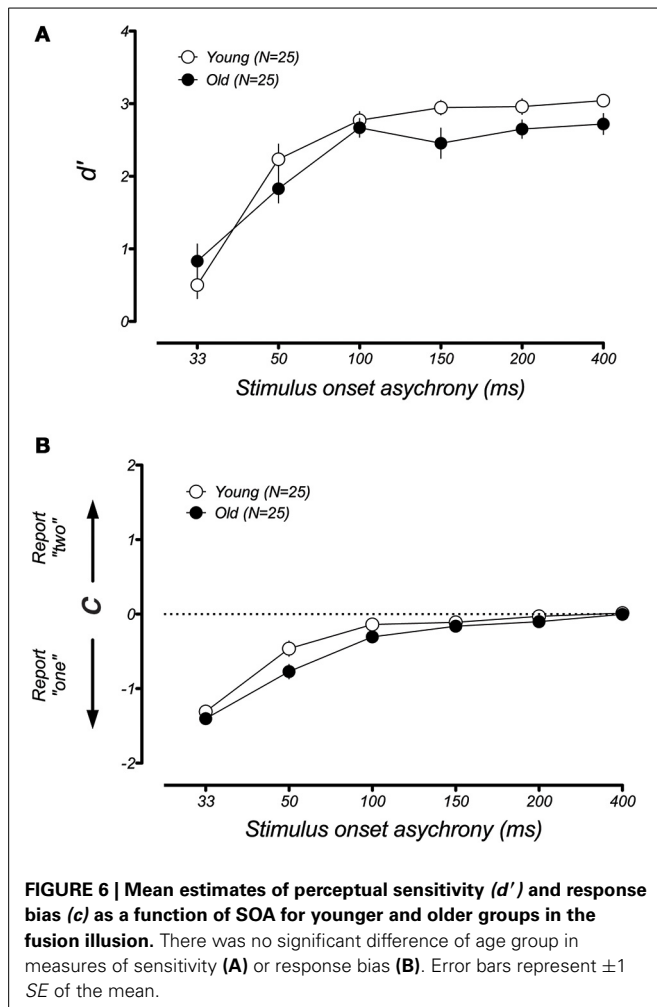 A
4
3
2
1
0
d'
Young (N=25)
Old (N=25)
33 50 100 150 200 400
Stimulus onset asychrony (ms)
B
2
1
0
-1
-2
Report "two"
C
Report "one"
Young (N=25)
Old (N=25)
33 50 100 150 200 400
Stimulus onset asychrony (ms)
FIGURE 6 | Mean estimates of perceptual sensitivity (d') and response
bias (c) as a function of SOA for younger and older groups in the
fusion illusion. There was no significant difference of age group in
measures of sensitivity (A) or response bias (B). Error bars represent ±1
SE of the mean.